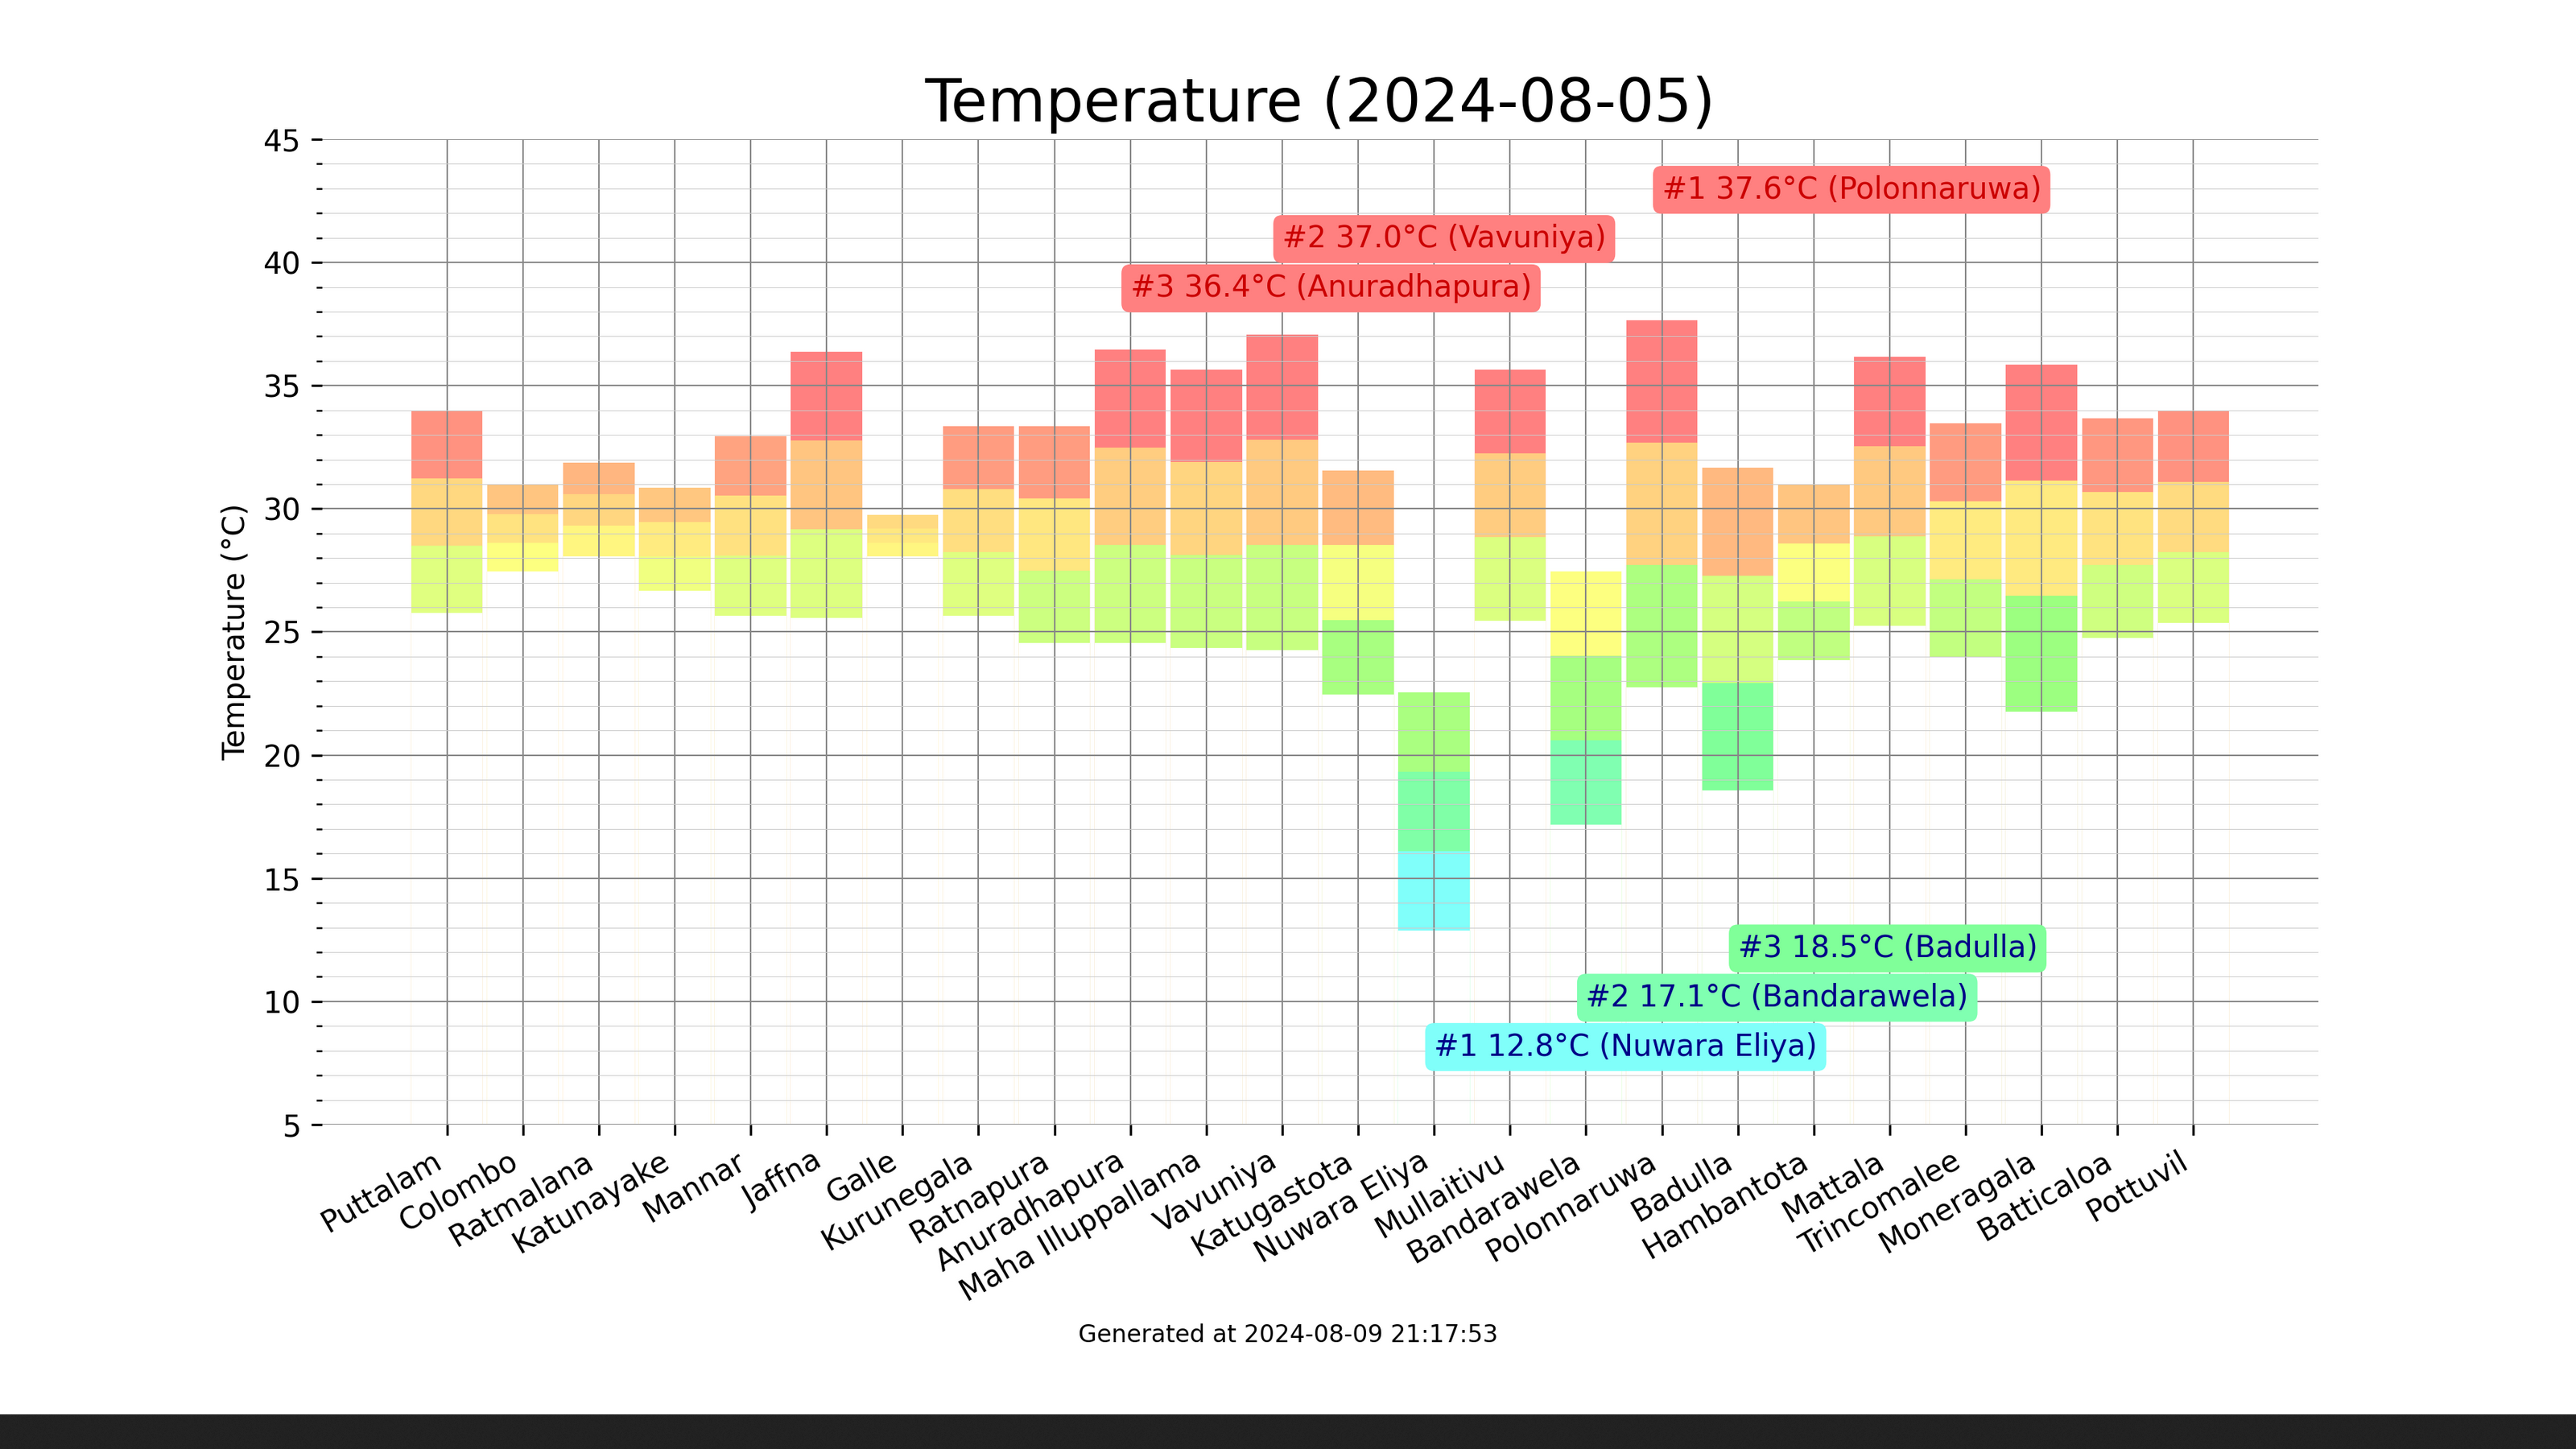 Temperature (2024-08-05)
45
40
35
30
25
20
15
10
5
Temperature (°C)
#1 37.6°C (Polonnaruwa)
#2 37.0°C (Vavuniya)
#3 36.4°C (Anuradhapura)
#3 18.5°C (Badulla)
#2 17.1°C (Bandarawela)
#1 12.8°C (Nuwara Eliya)
Puttalam
Colombo
Ratmalana
Katunayake
Mannar
Jaffna
Galle
Kurunegala
Ratnapura
Anuradhapura
Maha Illuppallama
Vavuniya
Katugastota
Nuwara Eliya
Mullaitivu
Bandarawela
Polonnaruwa
Badulla
Hambantota
Mattala
Trincomalee
Moneragala
Batticaloa
Pottuvil
Generated at 2024-08-09 21:17:53